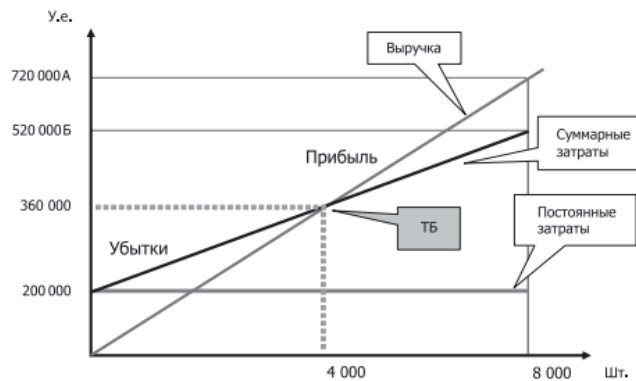 У.е.
Выручка
720 000А
520 000Б
Суммарные
затраты
Прибыль
360 000
ТБ
Постоянные
затраты
Убытки
200 000
4 000
8 000
Шт.